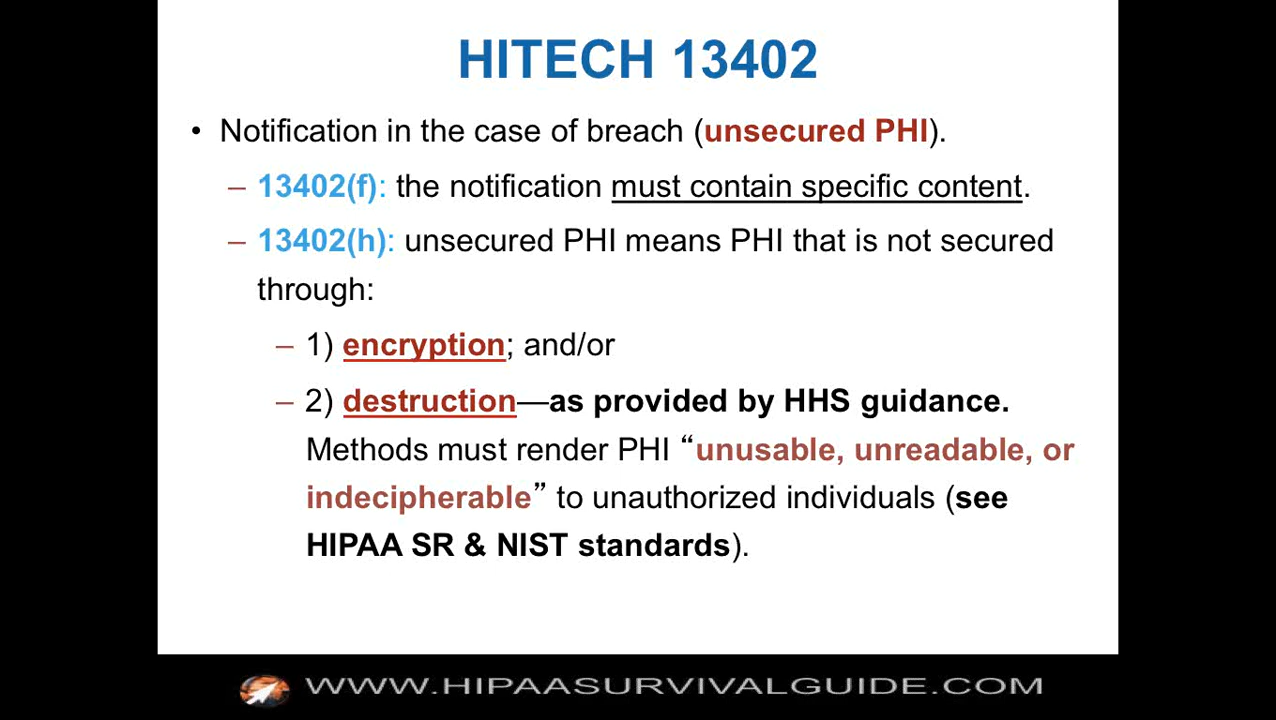 HITECH 13402
• Notification in the case of breach (unsecured PHI).
– 13402(f): the notification must contain specific content.
– 13402(h): unsecured PHI means PHI that is not secured
through:
– 1) encryption; and/or
– 2) destruction—as provided by HHS guidance.
Methods must render PHI “unusable, unreadable, or
indecipherable” to unauthorized individuals (see
HIPAA SR & NIST standards).
WWW.HIPAASURVIVALGUIDE.COM